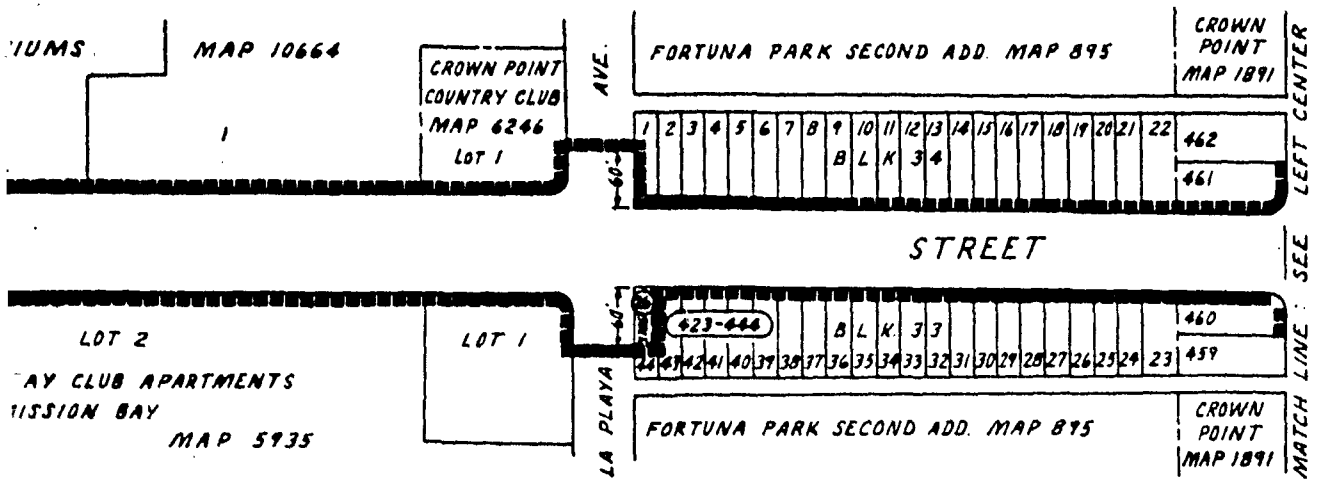 IUMS
MAP 10664
1
CROWN POINT
COUNTRY CLUB
MAP 6246
LOT 1
AVE.
FORTUNA PARK SECOND ADD. MAP 895
CROWN
POINT
MAP 1891
1 2 3 4 5 6 7 8 9 10 11 12 13 14 15 16 17 18 19 20 21 22
BLK 34
462
461
60'
STREET
MATCH LINE: SEE LEFT CENTER
60'
423-444
BLK 33
44 43 42 41 40 39 38 37 36 35 34 33 32 31 30 29 28 27 26 25 24 23
460
459
LOT 2
LOT 1
AY CLUB APARTMENTS
MISSION BAY
MAP 5935
LA PLAYA
FORTUNA PARK SECOND ADD. MAP 895
CROWN
POINT
MAP 1891